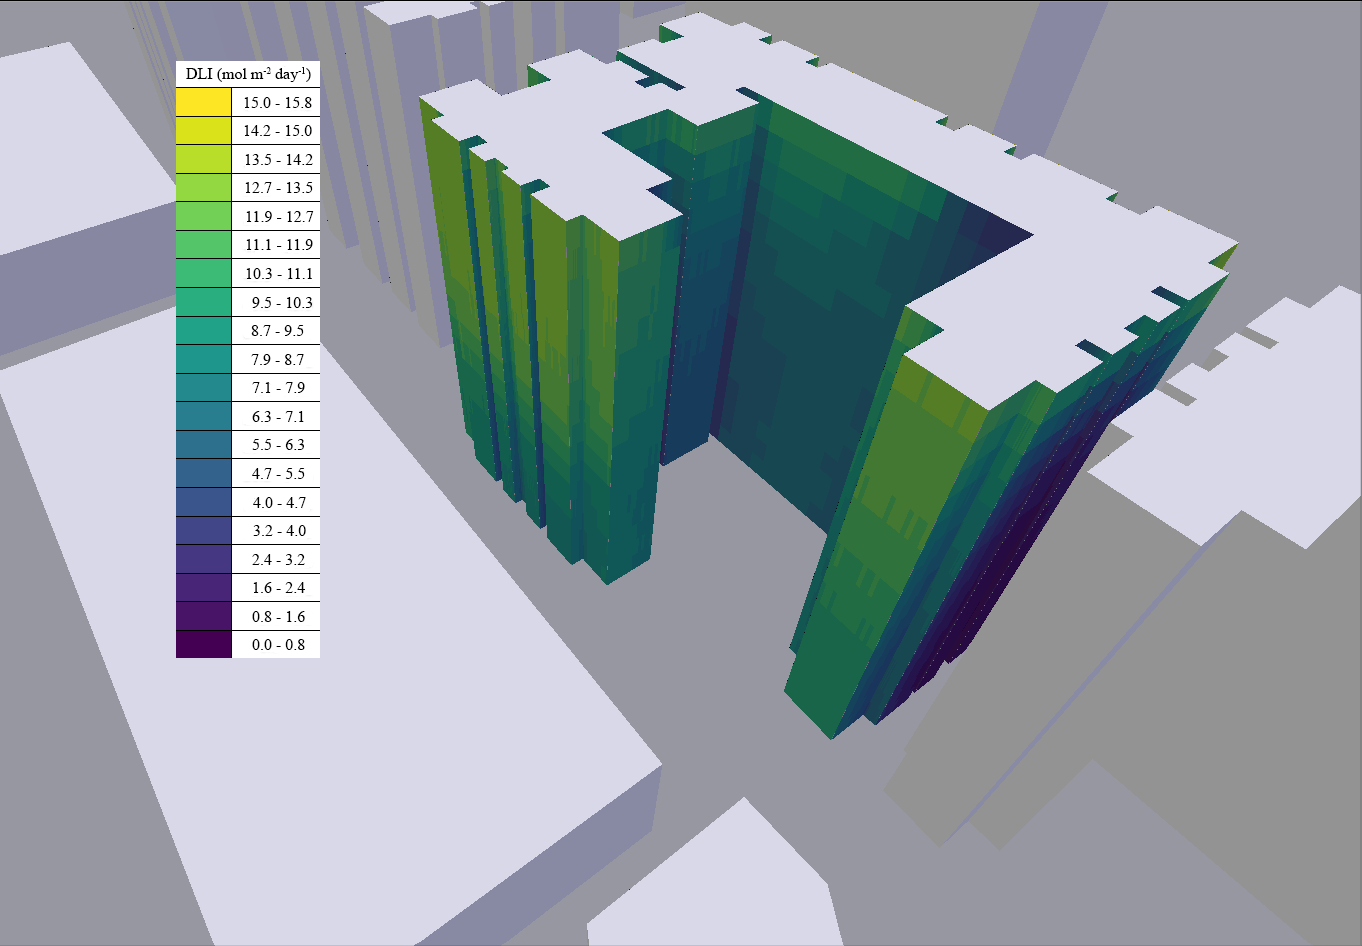 DLI (mol m⁻² day⁻¹)
15.0 - 15.8
14.2 - 15.0
13.5 - 14.2
12.7 - 13.5
11.9 - 12.7
11.1 - 11.9
10.3 - 11.1
9.5 - 10.3
8.7 - 9.5
7.9 - 8.7
7.1 - 7.9
6.3 - 7.1
5.5 - 6.3
4.7 - 5.5
4.0 - 4.7
3.2 - 4.0
2.4 - 3.2
1.6 - 2.4
0.8 - 1.6
0.0 - 0.8